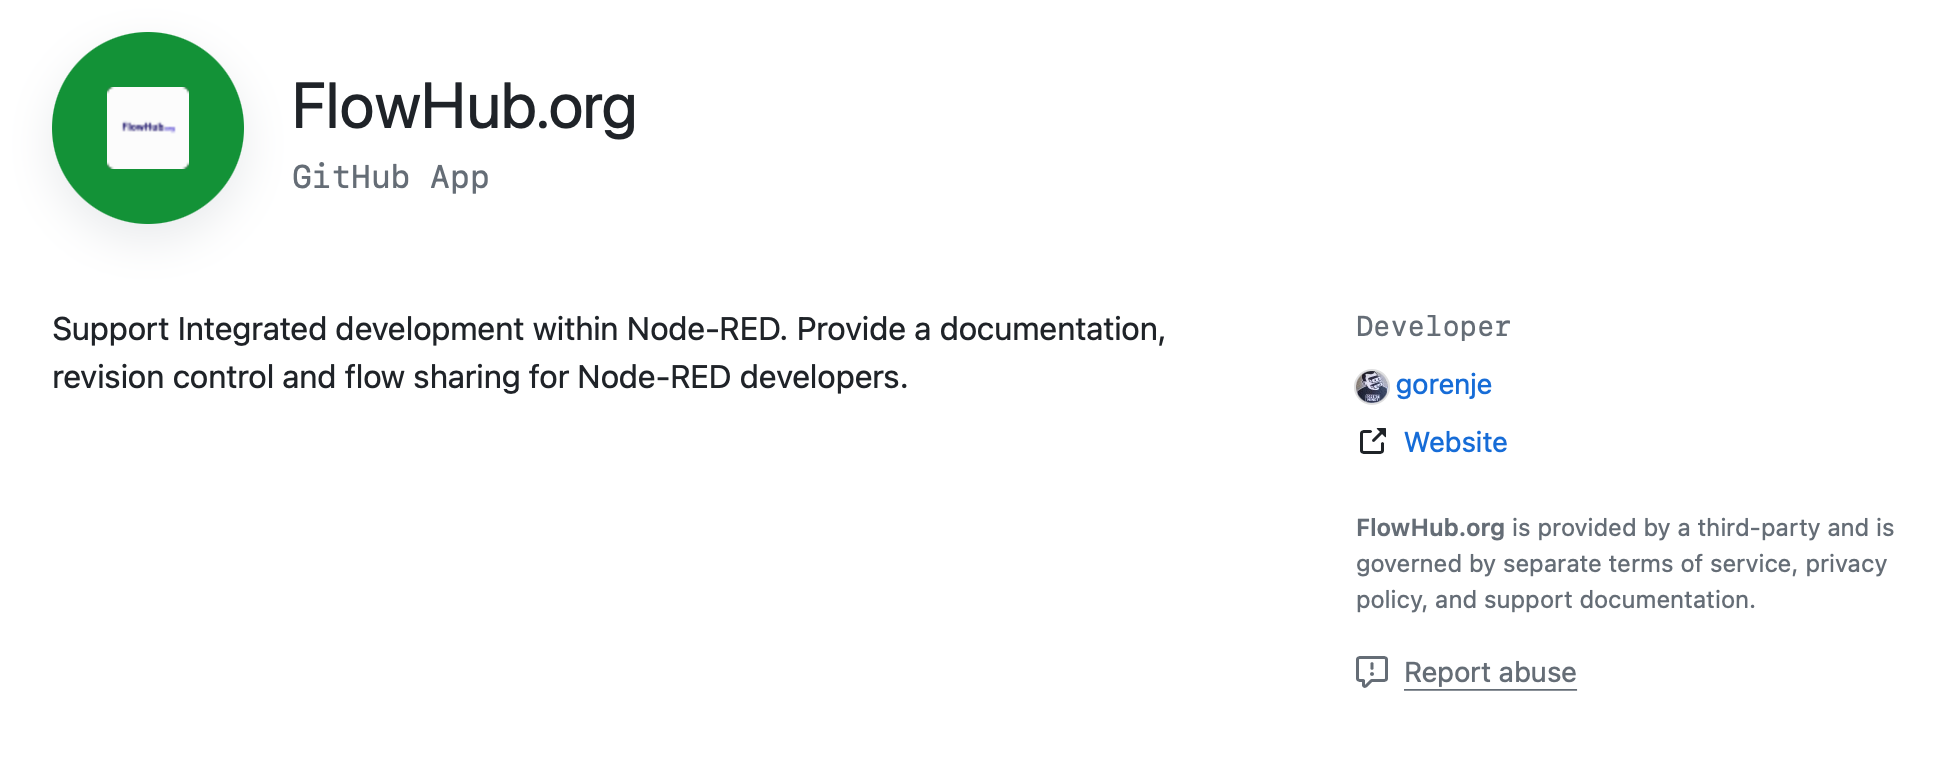 FlowHub.org
FlowHub.org
GitHub App
Support Integrated development within Node-RED. Provide a documentation,
revision control and flow sharing for Node-RED developers.
Developer
gorenje
Website
FlowHub.org is provided by a third-party and is
governed by separate terms of service, privacy
policy, and support documentation.
Report abuse